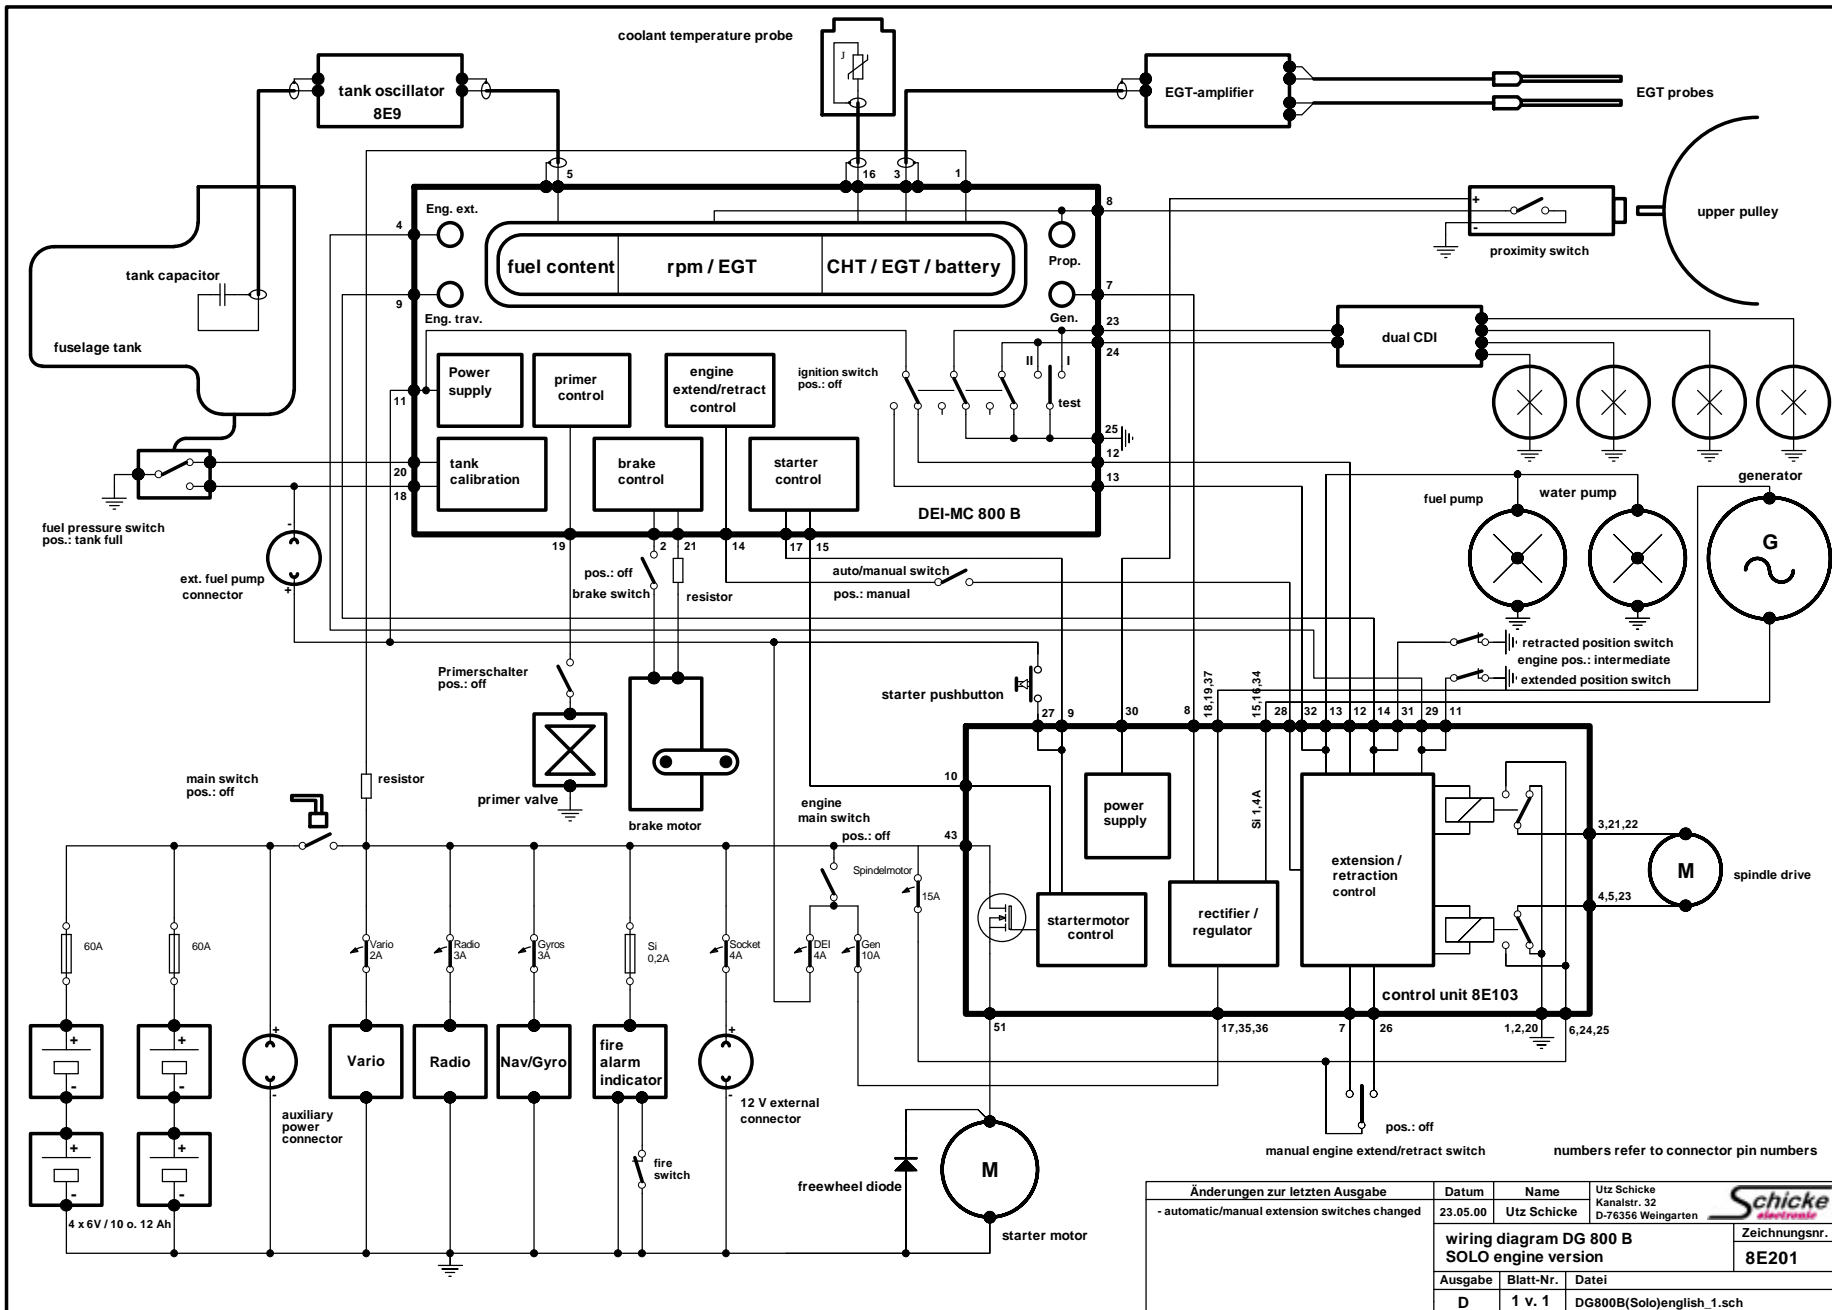 coolant temperature probe
J
tank oscillator
8E9
EGT-amplifier
EGT probes
5
16
3
1
8
4
Eng. ext.
+
-
upper pulley
proximity switch
fuel content
rpm / EGT
CHT / EGT / battery
Prop.
tank capacitor
9
Eng. trav.
7
Gen.
23
24
dual CDI
fuselage tank
II
I
Power
supply
primer
control
engine
extend/retract
control
ignition switch
pos.: off
test
11
25
12
13
20
18
tank
calibration
brake
control
starter
control
DEI-MC 800 B
fuel pump
water pump
generator
G
fuel pressure switch
pos.: tank full
-
+
ext. fuel pump
connector
19
2
21
14
17
15
pos.: off
brake switch
resistor
auto/manual switch
pos.: manual
retracted position switch
engine pos.: intermediate
extended position switch
Primerschalter
pos.: off
starter pushbutton
18,19,37
15,16,34
27
9
30
8
28
32
13
12
14
31
29
11
primer valve
brake motor
resistor
main switch
pos.: off
10
engine
main switch
pos.: off
43
power
supply
Si 1,4A
extension /
retraction
control
3,21,22
4,5,23
M
spindle drive
Spindelmotor
15A
startermotor
control
rectifier /
regulator
control unit 8E103
60A
60A
Vario
2A
Radio
3A
Gyros
3A
Si
0,2A
Socket
4A
DEI
4A
Gen
10A
51
17,35,36
7
26
1,2,20
6,24,25
+
-
+
-
+
-
Vario
Radio
Nav/Gyro
fire
alarm
indicator
+
-
12 V external
connector
auxiliary
power
connector
+
-
+
-
4 x 6V / 10 o. 12 Ah
fire
switch
freewheel diode
M
starter motor
pos.: off
manual engine extend/retract switch
numbers refer to connector pin numbers
Änderungen zur letzten Ausgabe
- automatic/manual extension switches changed
Datum
Name
23.05.00
Utz Schicke
Utz Schicke
Kanalstr. 32
D-76356 Weingarten
Schicke
electronic
wiring diagram DG 800 B
SOLO engine version
Zeichnungsnr.
8E201
Ausgabe
Blatt-Nr.
Datei
D
1 v. 1
DG800B(Solo)english_1.sch